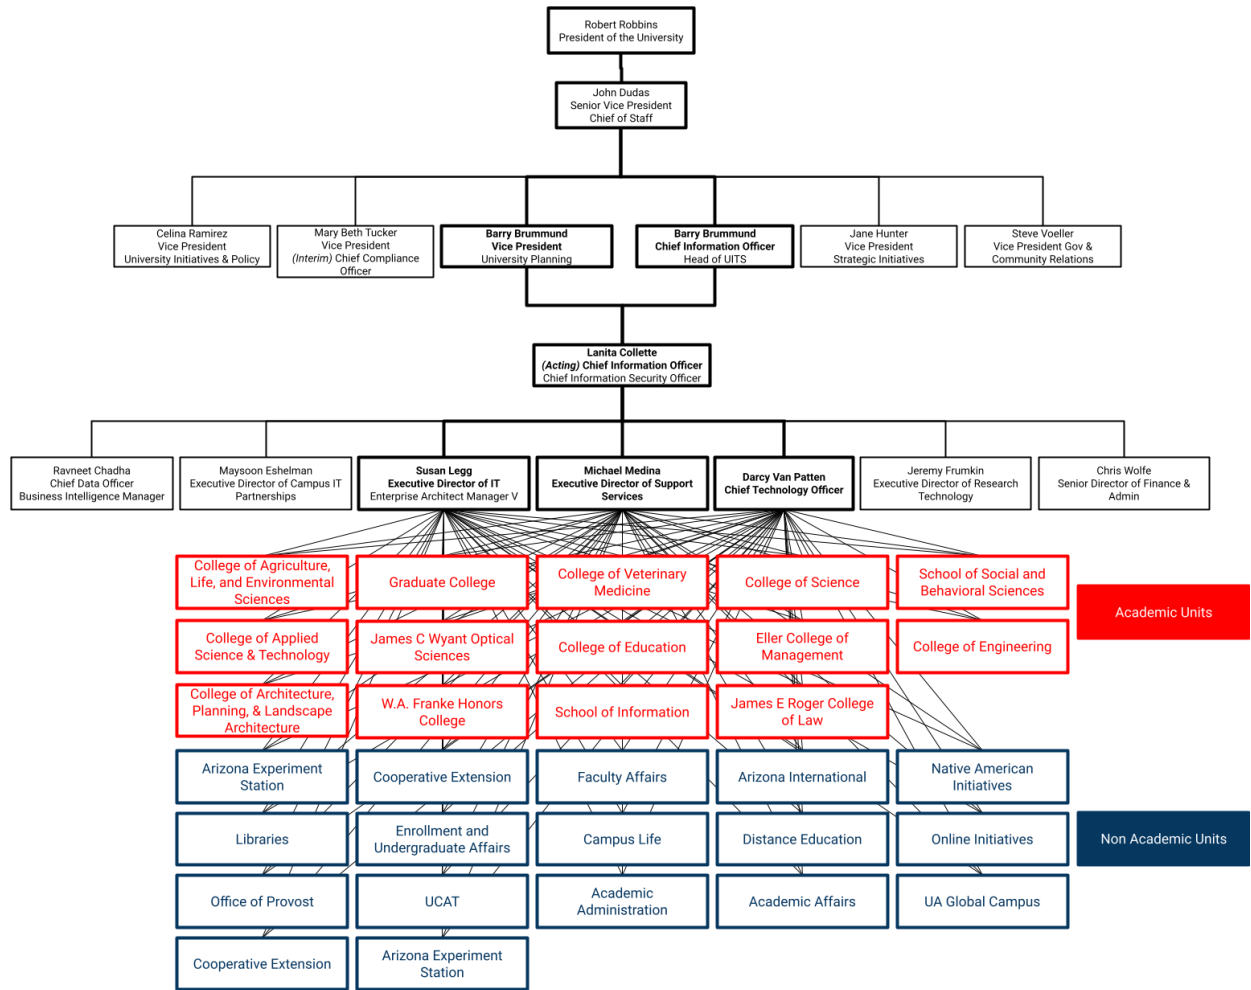 Robert Robbins
President of the University
John Dudas
Senior Vice President
Chief of Staff
Celina Ramirez
Vice President
University Initiatives & Policy
Mary Beth Tucker
Vice President
(Interim) Chief Compliance
Officer
Barry Brummund
Vice President
University Planning
Barry Brummund
Chief Information Officer
Head of UITS
Jane Hunter
Vice President
Strategic Initiatives
Steve Voeller
Vice President Gov &
Community Relations
Lanita Collette
(Acting) Chief Information Officer
Chief Information Security Officer
Ravneet Chadha
Chief Data Officer
Business Intelligence Manager
Maysoon Eshelman
Executive Director of Campus IT
Partnerships
Susan Legg
Executive Director of IT
Enterprise Architect Manager V
Michael Medina
Executive Director of Support
Services
Darcy Van Patten
Chief Technology Officer
Jeremy Frumkin
Executive Director of Research
Technology
Chris Wolfe
Senior Director of Finance &
Admin
College of Agriculture,
Life, and Environmental
Sciences
Graduate College
College of Veterinary
Medicine
College of Science
School of Social and
Behavioral Sciences
Academic Units
College of Applied
Science & Technology
James C Wyant Optical
Sciences
College of Education
Eller College of
Management
College of Engineering
College of Architecture,
Planning, & Landscape
Architecture
W.A. Franke Honors
College
School of Information
James E Roger College
of Law
Arizona Experiment
Station
Cooperative Extension
Faculty Affairs
Arizona International
Native American
Initiatives
Libraries
Enrollment and
Undergraduate Affairs
Campus Life
Distance Education
Online Initiatives
Non Academic Units
Office of Provost
UCAT
Academic
Administration
Academic Affairs
UA Global Campus
Cooperative Extension
Arizona Experiment
Station